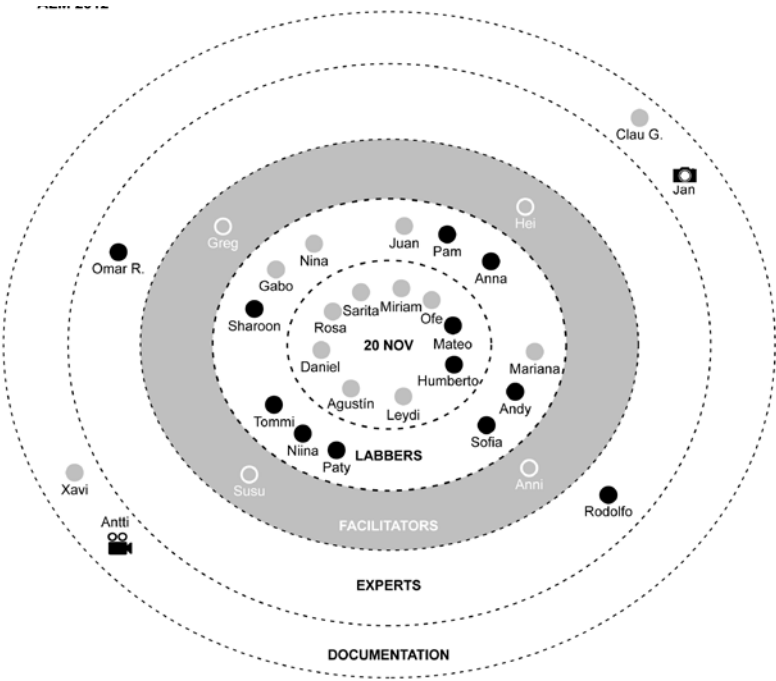 Clau G.
Jan
Hei
Greg
Juan
Pam
Nina
Anna
Omar R.
Gabo
Sarita
Miriam
Ofe
Sharoon
Rosa
Mateo
20 NOV
Daniel
Mariana
Humberto
Agustín
Andy
Leydi
Tommi
Sofia
Niina
LABBERS
Paty
Anni
Susu
Xavi
Rodolfo
Antti
FACILITATORS
EXPERTS
DOCUMENTATION